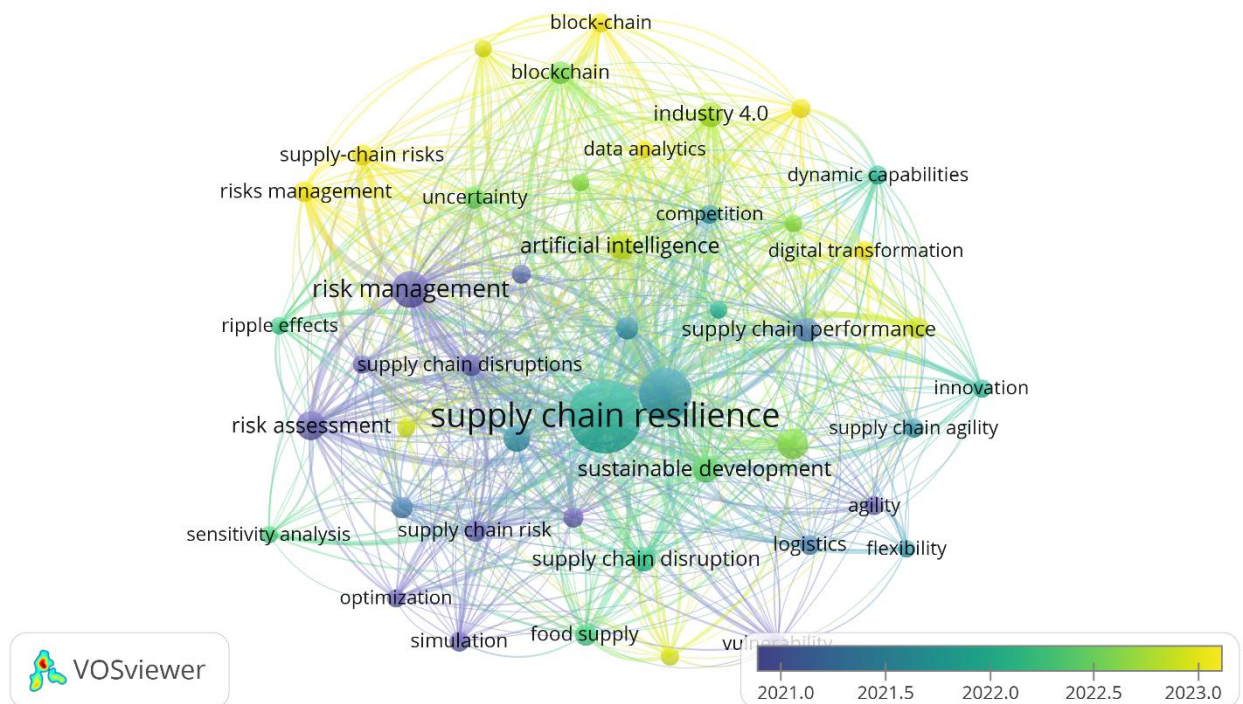 block-chain
blockchain
industry 4.0
data analytics
supply-chain risks
dynamic capabilities
risks management
uncertainty
competition
artificial intelligence
digital transformation
risk management
ripple effects
supply chain performance
supply chain disruptions
innovation
supply chain resilience
risk assessment
supply chain agility
sustainable development
agility
supply chain risk
sensitivity analysis
logistics
flexibility
supply chain disruption
optimization
simulation
food supply
vulnerability
VOSviewer
2021.0
2021.5
2022.0
2022.5
2023.0